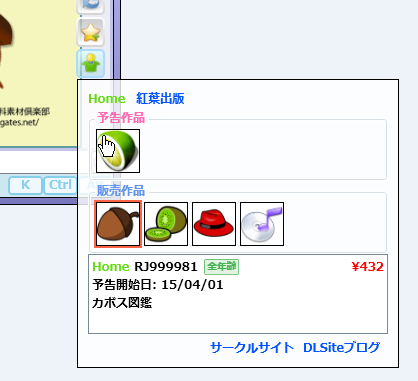 料素材倶楽部
gates.net/
K Ctrl
Home 紅葉出版
予告作品
販売作品
Home RJ999981 全年齢 ¥432
予告開始日: 15/04/01
カボス図鑑
サークルサイト DLSiteブログ